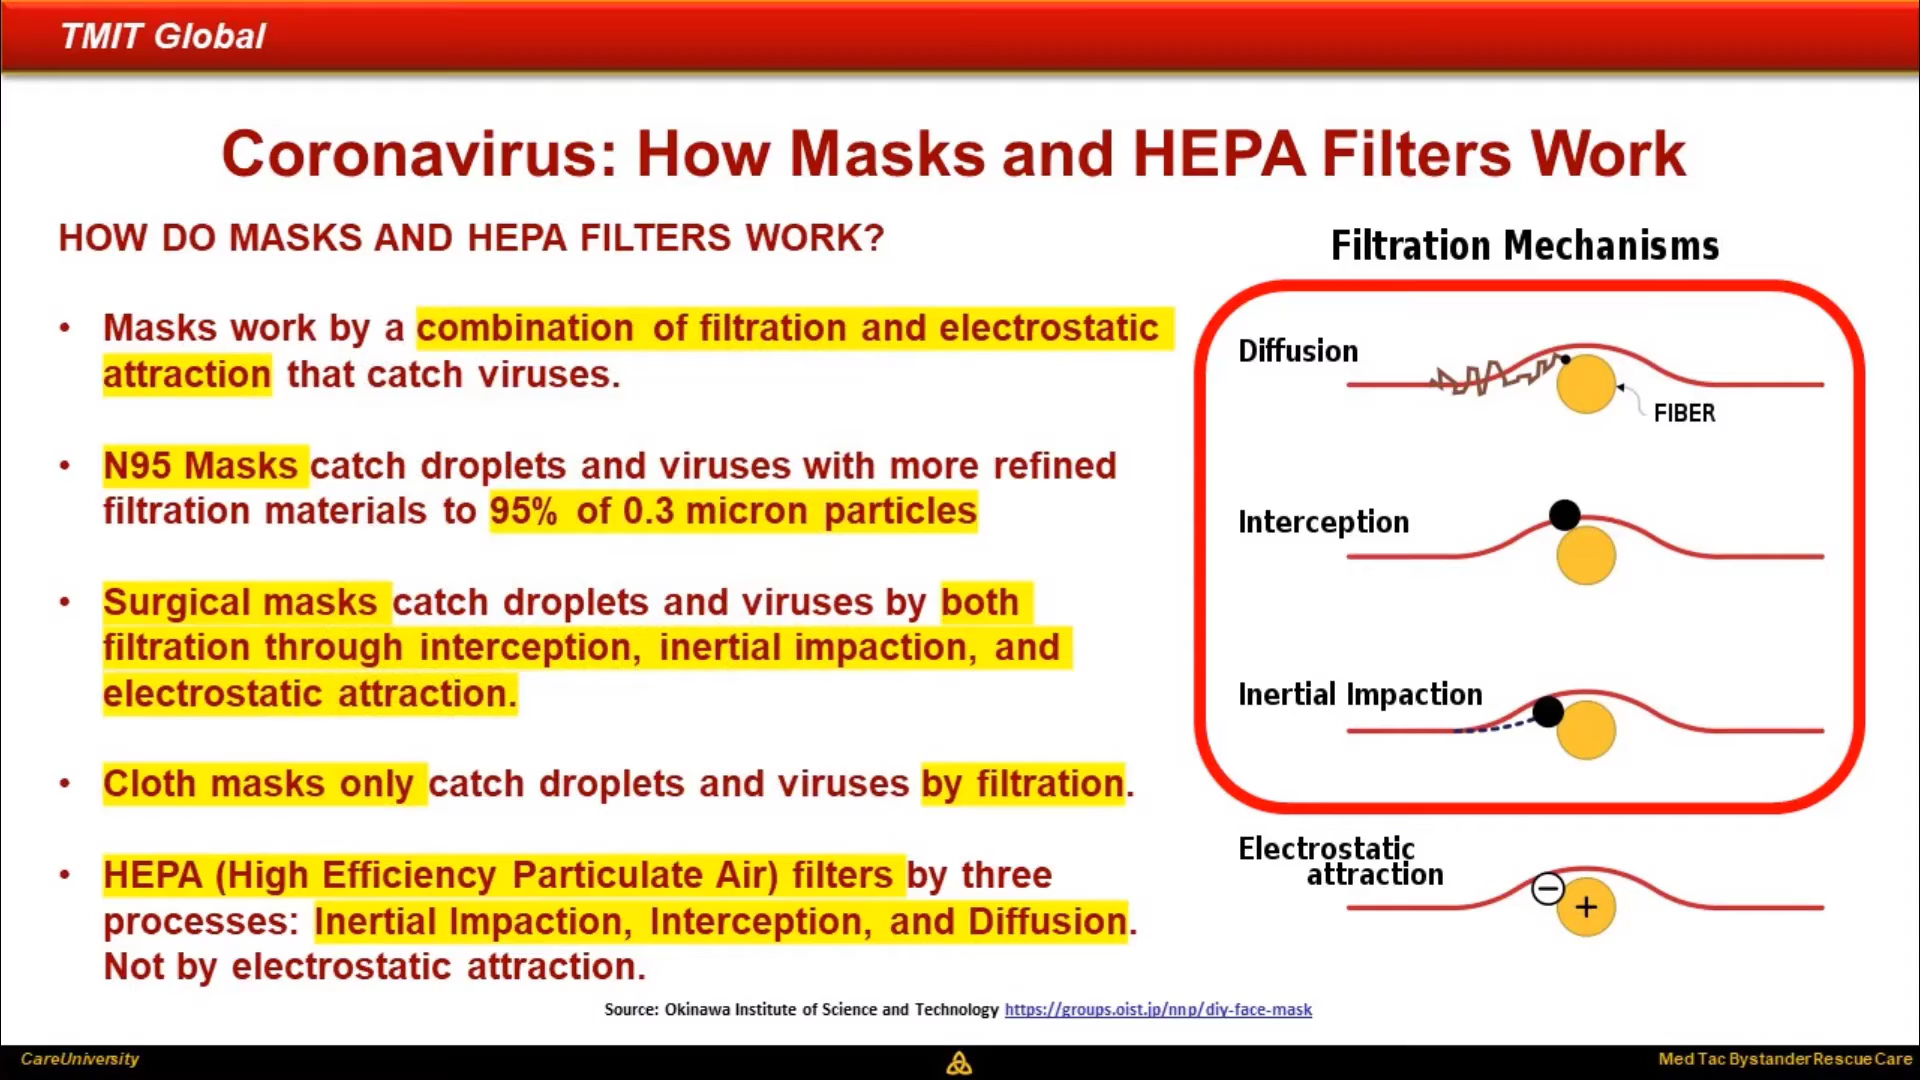 TMIT Global
Coronavirus: How Masks and HEPA Filters Work
HOW DO MASKS AND HEPA FILTERS WORK?
• Masks work by a combination of filtration and electrostatic
attraction that catch viruses.
• N95 Masks catch droplets and viruses with more refined
filtration materials to 95% of 0.3 micron particles
• Surgical masks catch droplets and viruses by both
filtration through interception, inertial impaction, and
electrostatic attraction.
• Cloth masks only catch droplets and viruses by filtration.
• HEPA (High Efficiency Particulate Air) filters by three
processes: Inertial Impaction, Interception, and Diffusion.
Not by electrostatic attraction.
Filtration Mechanisms
Diffusion
FIBER
Interception
Inertial Impaction
Electrostatic
attraction
−
+
Source: Okinawa Institute of Science and Technology https://groups.oist.jp/nnp/diy-face-mask
CareUniversity
Med Tac Bystander Rescue Care